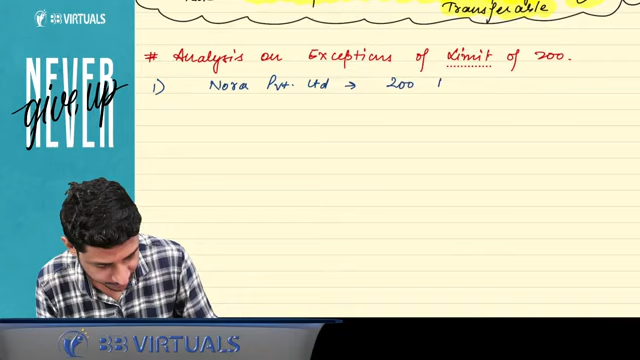 BB VIRTUALS
Transferable
# Analysis on Exceptions of Limit of 200.
NEVER
give up
NEVER
1) Nora Pvt. Ltd → 200
BB VIRTUALS